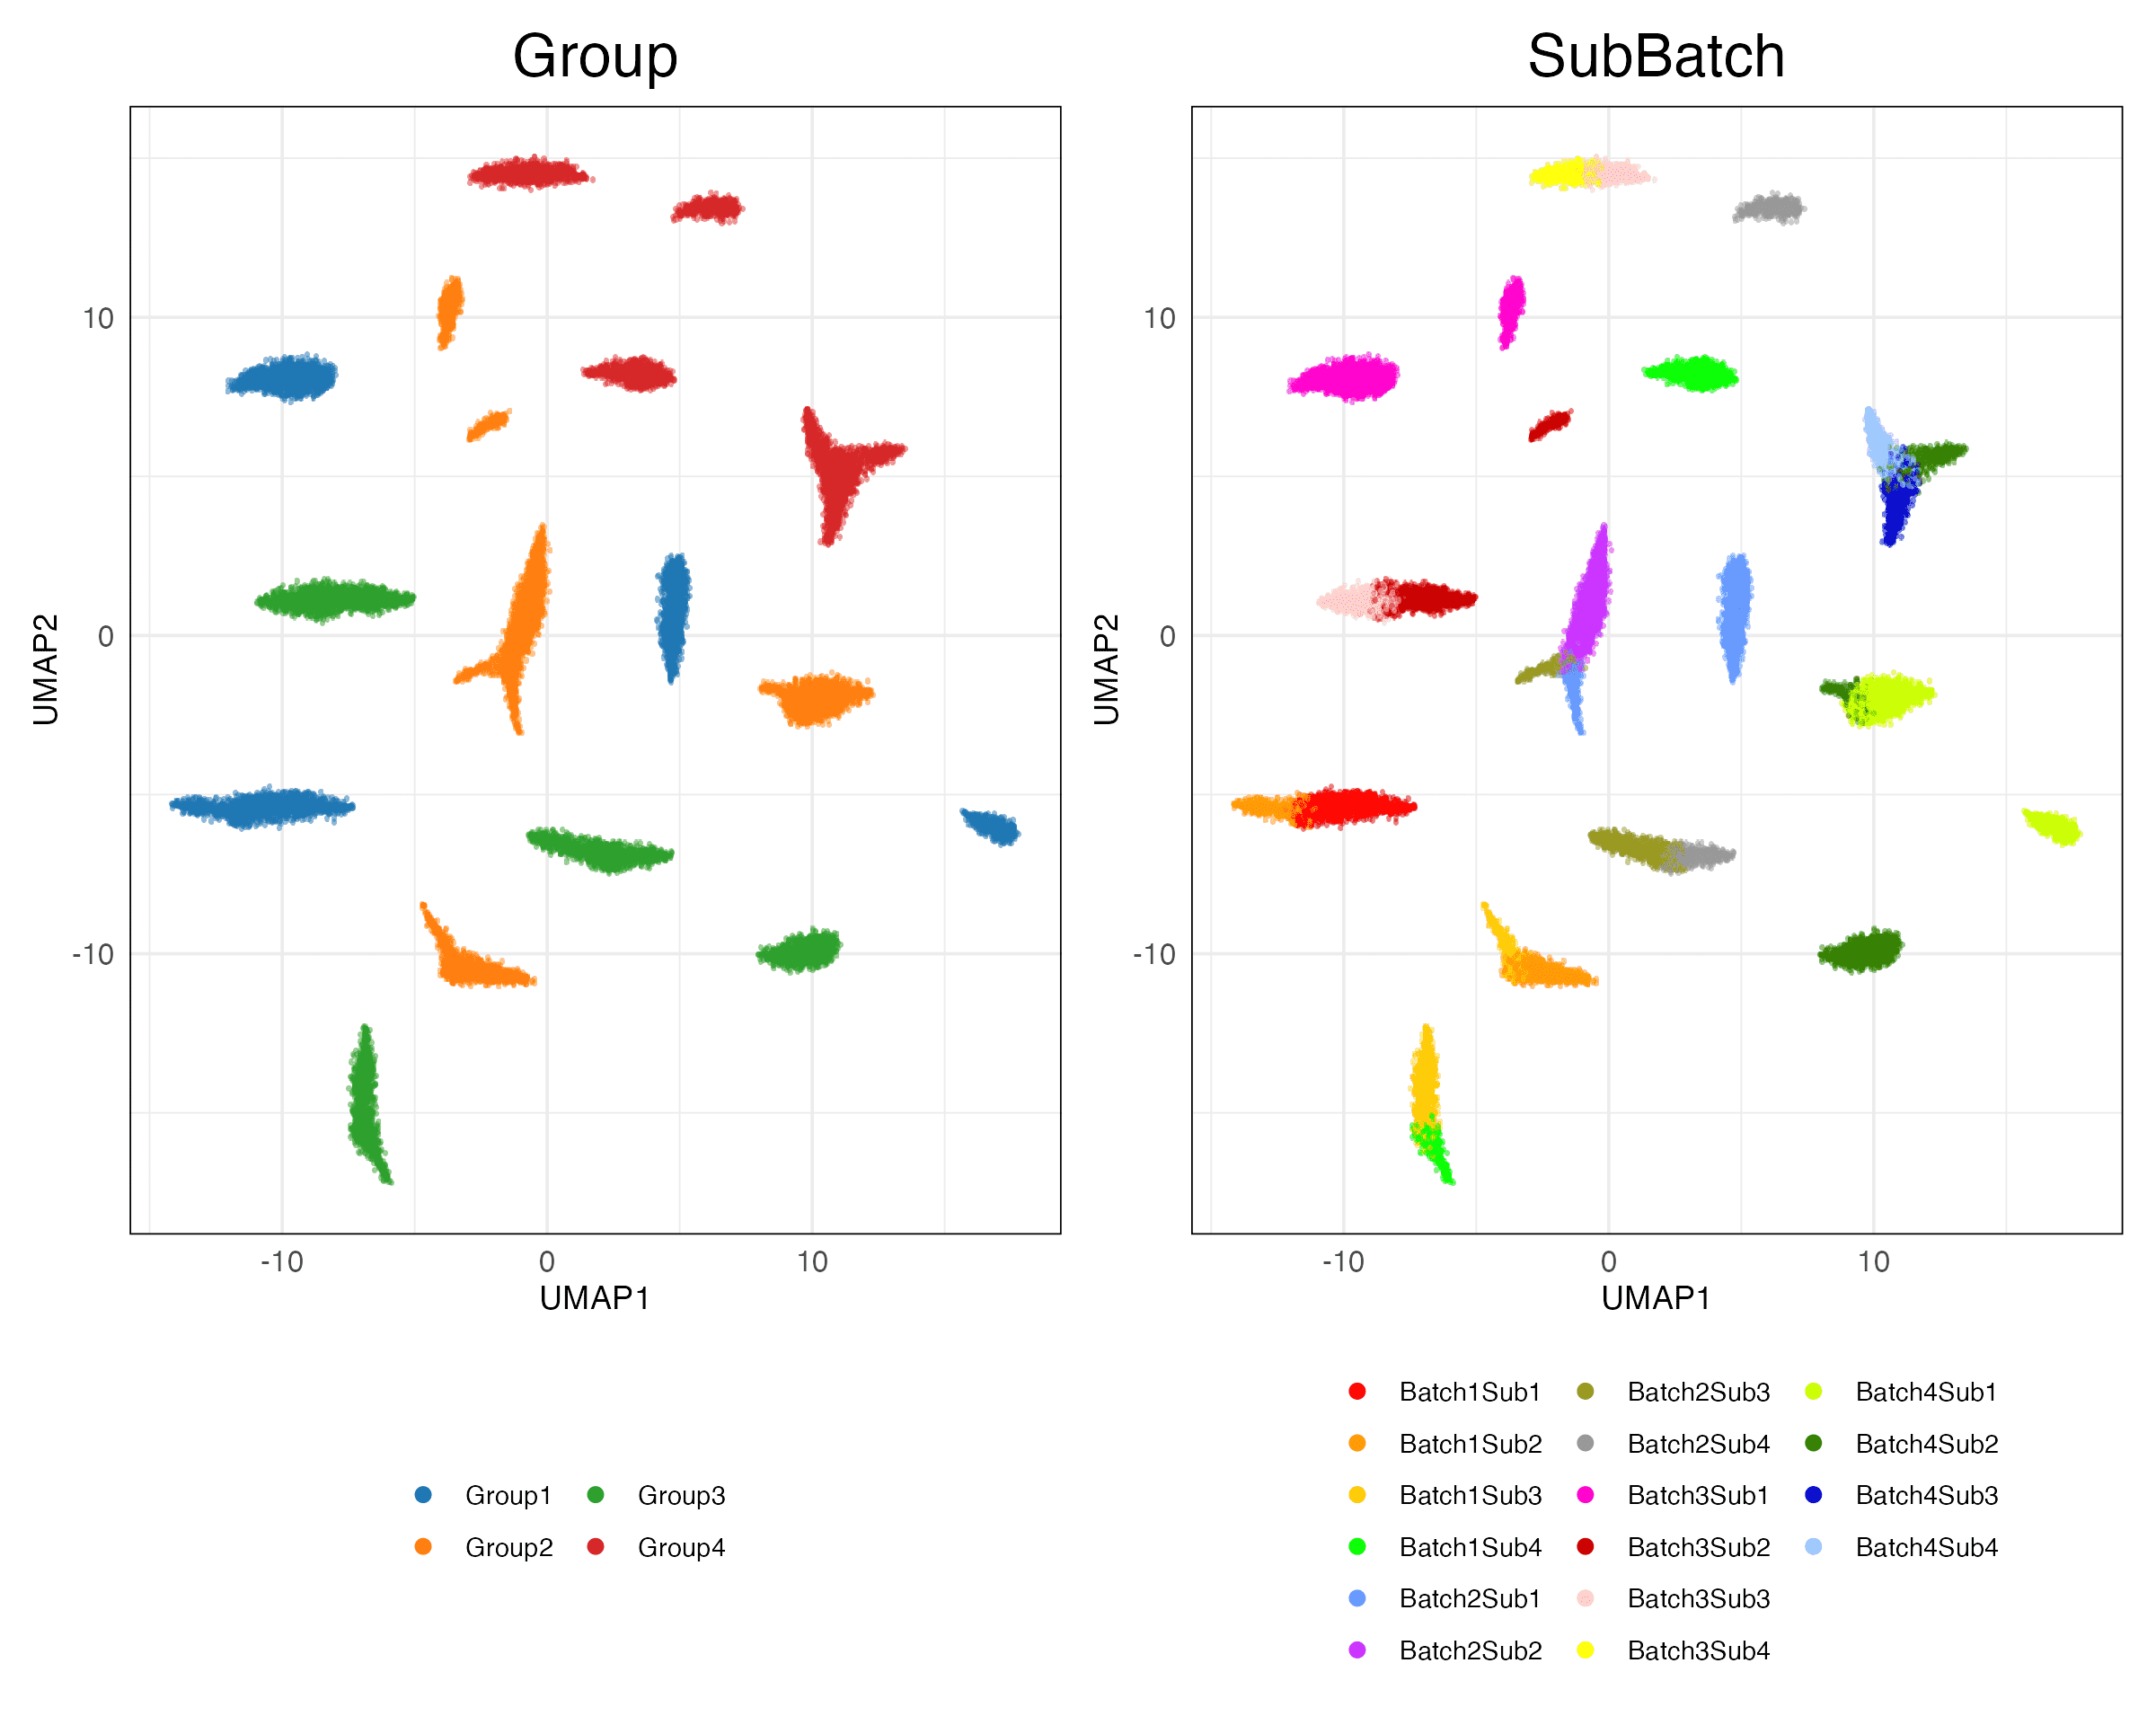 Group
SubBatch
10
0
-10
UMAP2
-10 0 10
UMAP1
10
0
-10
UMAP2
-10 0 10
UMAP1
Group1 Group3
Group2 Group4
Batch1Sub1 Batch2Sub3 Batch4Sub1
Batch1Sub2 Batch2Sub4 Batch4Sub2
Batch1Sub3 Batch3Sub1 Batch4Sub3
Batch1Sub4 Batch3Sub2 Batch4Sub4
Batch2Sub1 Batch3Sub3
Batch2Sub2 Batch3Sub4